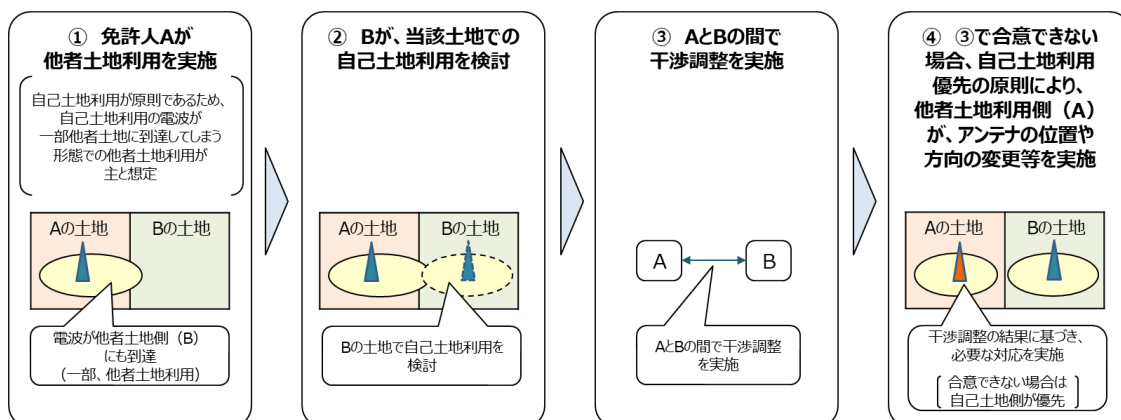 ① 免許人Aが
他者土地利用を実施
自己土地利用が原則であるため、
自己土地利用の電波が
一部他者土地に到達してしまう
形態での他者土地利用が
主と想定
Aの土地
Bの土地
電波が他者土地側（B）
にも到達
（一部、他者土地利用）
② Bが、当該土地での
自己土地利用を検討
Aの土地
Bの土地
Bの土地で自己土地利用を
検討
③ AとBの間で
干渉調整を実施
A
B
AとBの間で干渉調整
を実施
④ ③で合意できない
場合、自己土地利用
優先の原則により、
他者土地利用側（A）
が、アンテナの位置や
方向の変更等を実施
Aの土地
Bの土地
干渉調整の結果に基づき、
必要な対応を実施
合意できない場合は
自己土地側が優先